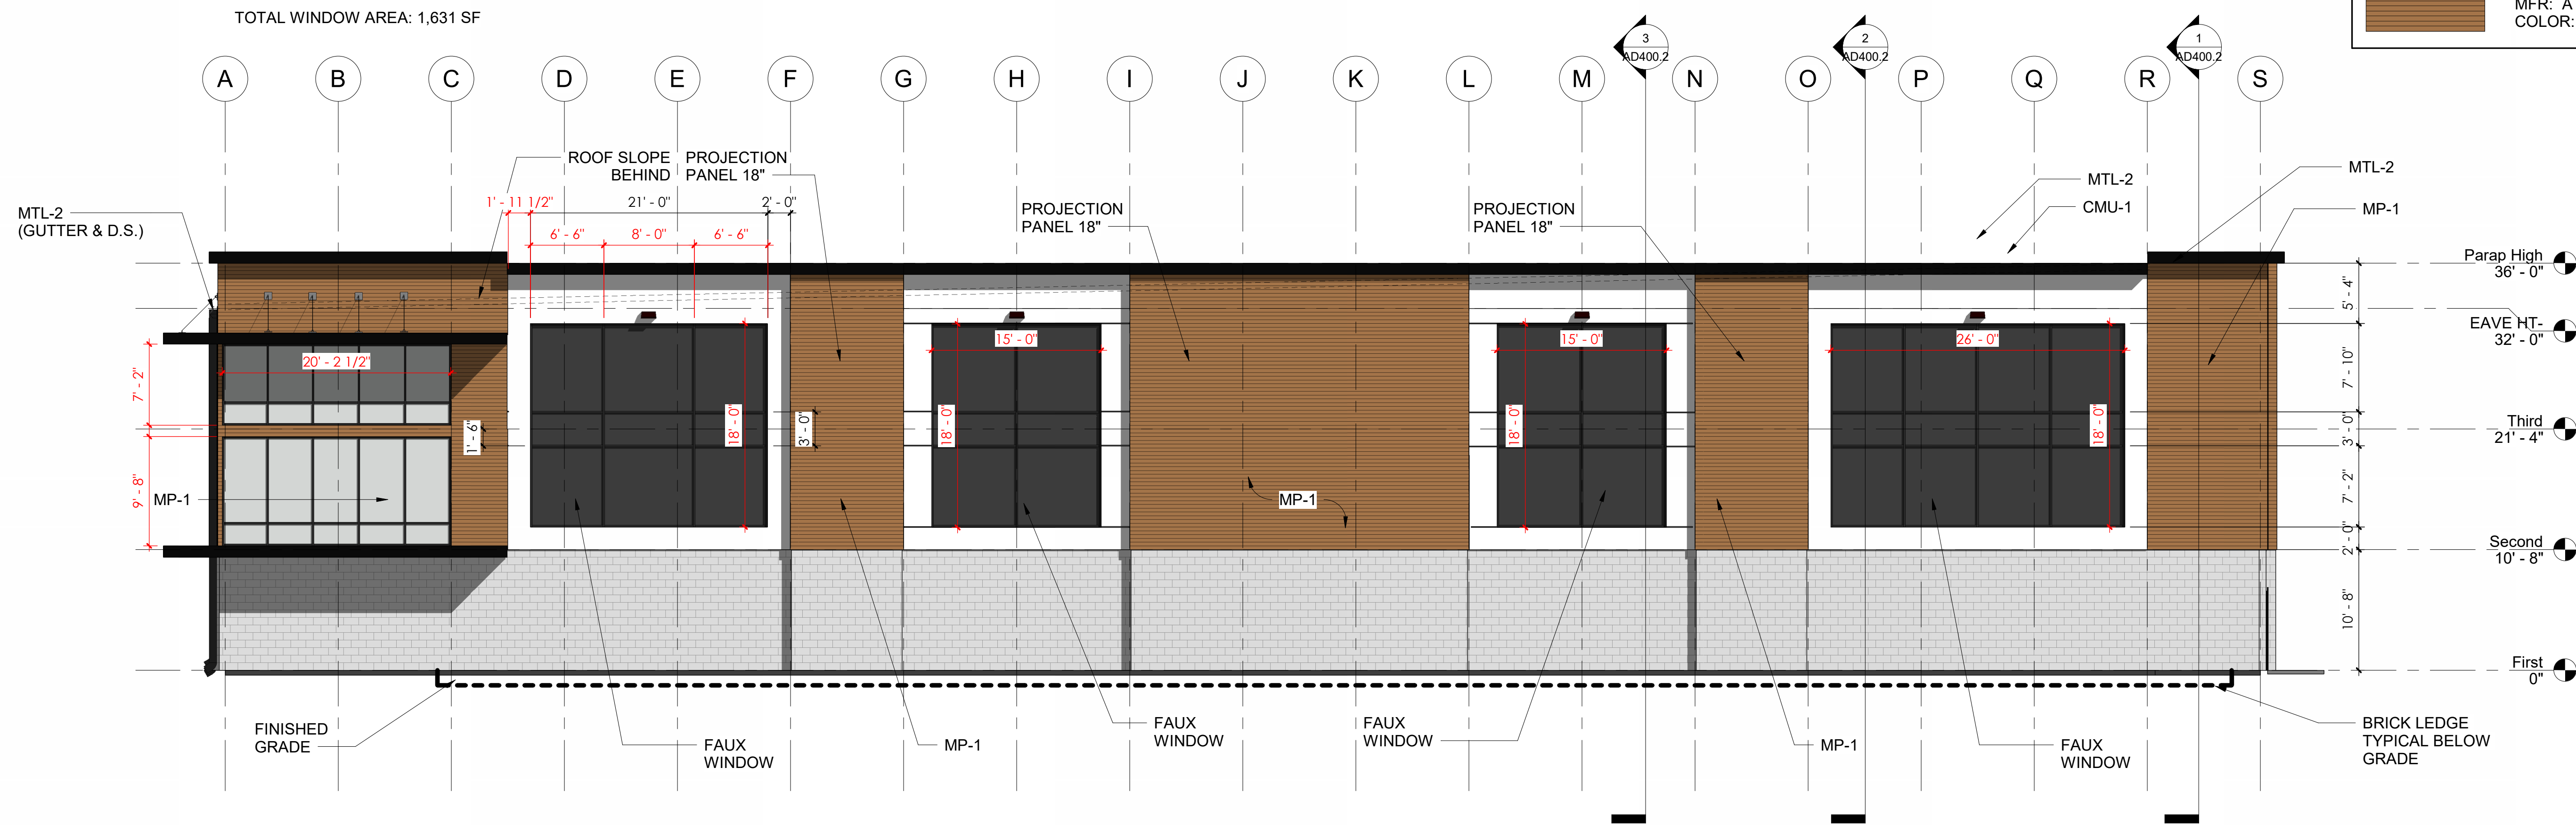 TOTAL WINDOW AREA: 1,631 SF
MFR: A
COLOR:
3
AD400.2
2
AD400.2
1
AD400.2
A B C D E F G H I J K L M N O P Q R S
ROOF SLOPE
BEHIND
PROJECTION
PANEL 18"
MTL-2
(GUTTER & D.S.)
1' - 11 1/2"
21' - 0"
2' - 0"
6' - 6"
8' - 0"
6' - 6"
PROJECTION
PANEL 18"
PROJECTION
PANEL 18"
MTL-2
CMU-1
MTL-2
MP-1
Parap High
36' - 0"
EAVE HT-
32' - 0"
Third
21' - 4"
Second
10' - 8"
First
0"
5' - 4"
7' - 10"
3' - 0"
7' - 2"
2' - 0"
10' - 8"
7' - 2"
9' - 8"
20' - 2 1/2"
MP-1
1' - 6"
18' - 0"
3' - 0"
15' - 0"
18' - 0"
MP-1
15' - 0"
18' - 0"
26' - 0"
18' - 0"
FINISHED
GRADE
FAUX
WINDOW
MP-1
FAUX
WINDOW
FAUX
WINDOW
MP-1
FAUX
WINDOW
BRICK LEDGE
TYPICAL BELOW
GRADE